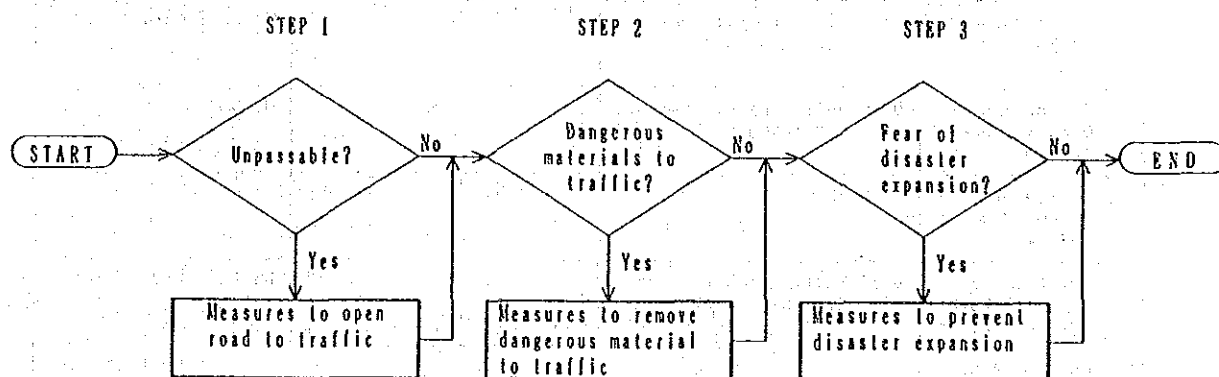 STEP 1
STEP 2
STEP 3
START
Unpassable?
No
Dangerous
materials to
traffic?
No
Fear of
disaster
expansion?
No
END
Yes
Yes
Yes
Measures to open
road to traffic
Measures to remove
dangerous material
to traffic
Measures to prevent
disaster expansion